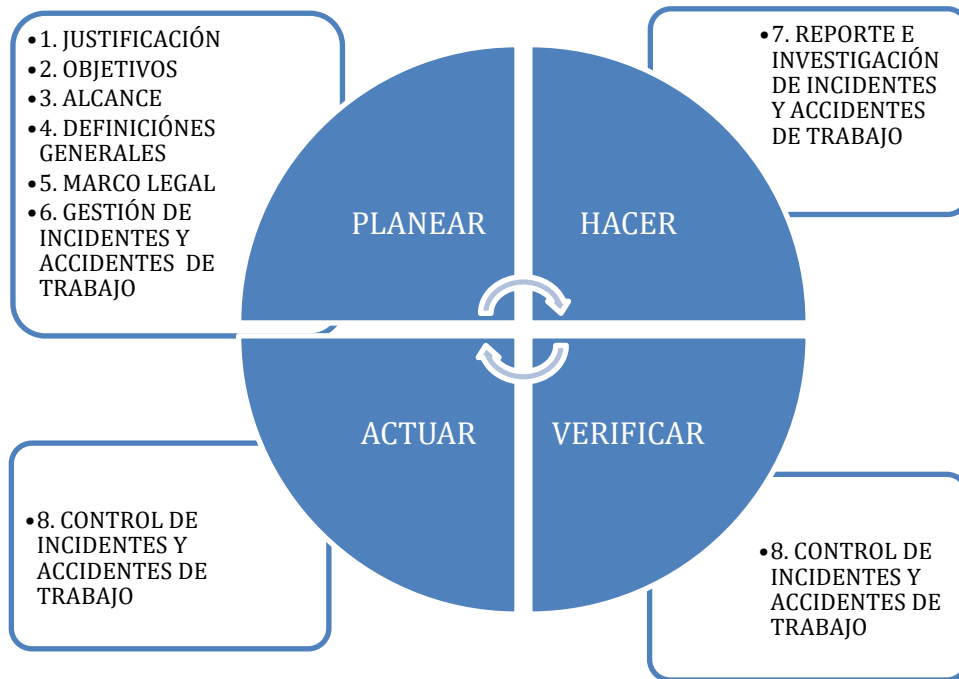 •1. JUSTIFICACIÓN
•2. OBJETIVOS
•3. ALCANCE
•4. DEFINICIÓNES
GENERALES
•5. MARCO LEGAL
•6. GESTIÓN DE
INCIDENTES Y
ACCIDENTES DE
TRABAJO
•7. REPORTE E
INVESTIGACIÓN
DE INCIDENTES
Y ACCIDENTES
DE TRABAJO
PLANEAR
HACER
ACTUAR
VERIFICAR
•8. CONTROL DE
INCIDENTES Y
ACCIDENTES DE
TRABAJO
•8. CONTROL DE
INCIDENTES Y
ACCIDENTES DE
TRABAJO